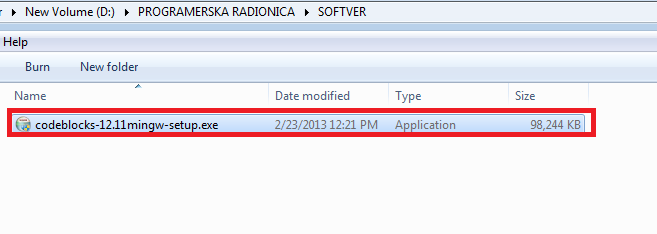 New Volume (D:) PROGRAMERSKA RADIONICA SOFTVER
Help
Burn New folder
Name Date modified Type Size
codeblocks-12.11mingw-setup.exe 2/23/2013 12:21 PM Application 98,244 KB